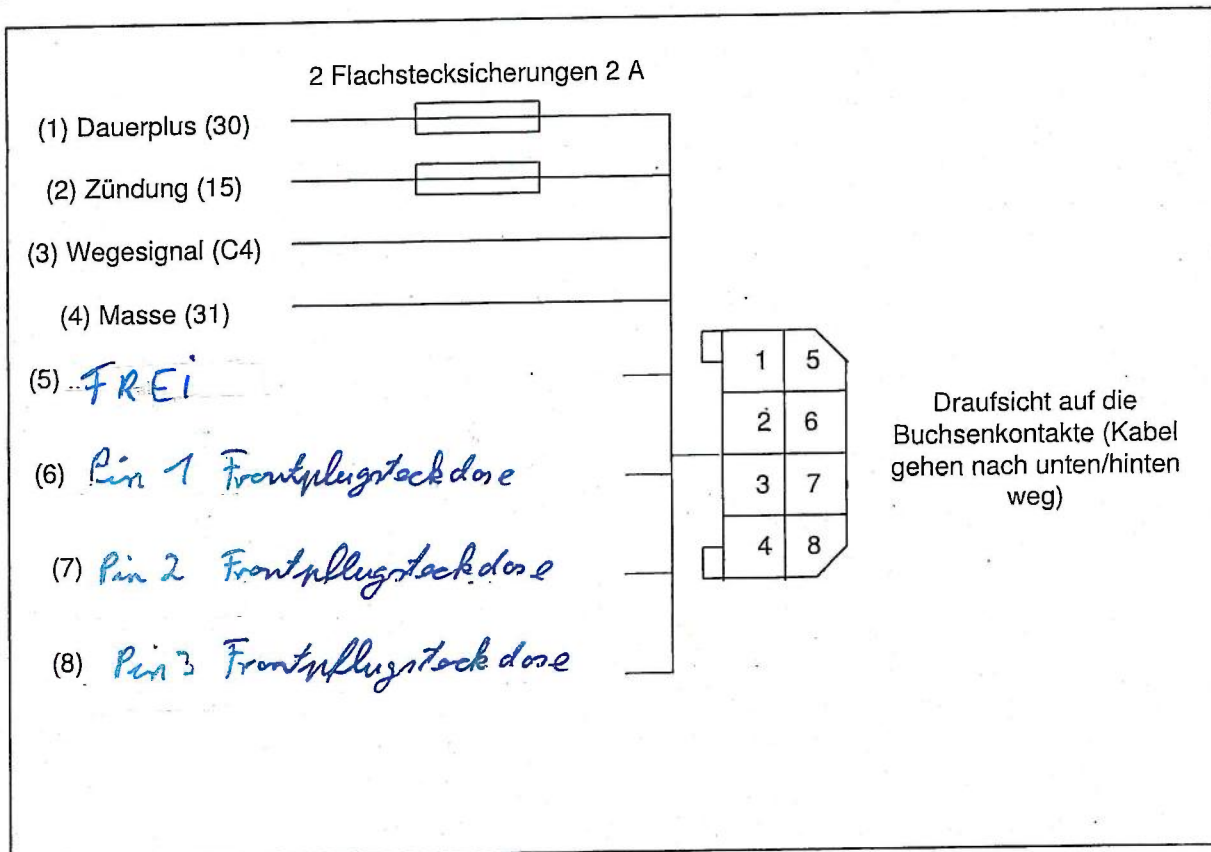 2 Flachstecksicherungen 2 A
(1) Dauerplus (30)
(2) Zündung (15)
(3) Wegesignal (C4)
(4) Masse (31)
(5) FREI
(6) Pin 1 Frontplugsteckdose
(7) Pin 2 Frontpflugsteckdose
(8) Pin 3 Frontpflugsteckdose
1 5
2 6
3 7
4 8
Draufsicht auf die
Buchsenkontakte (Kabel
gehen nach unten/hinten
weg)